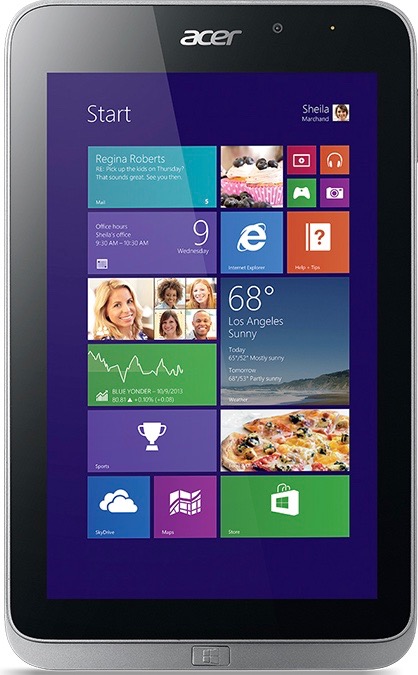 acer
Start
Sheila
Marchand
Regina Roberts
RE: Pick up the kids on Thursday?
That sounds great. See you then.
Mail
5
Office hours
Sheila's office
9:30 AM – 10:30 AM
9
Wednesday
Internet Explorer
Help + Tips
68°
Los Angeles
Sunny
Today
65°/52° Mostly sunny
Tomorrow
68°/53° Partly sunny
Weather
BLUE YONDER – 10/9/2013
80.81 ▲ +0.10% (+0.08)
Sports
Food &
SkyDrive
Maps
Store